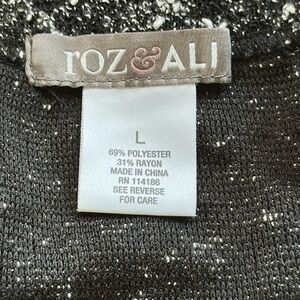 roz&ALI
L
69% POLYESTER
31% RAYON
MADE IN CHINA
RN 114186
SEE REVERSE
FOR CARE